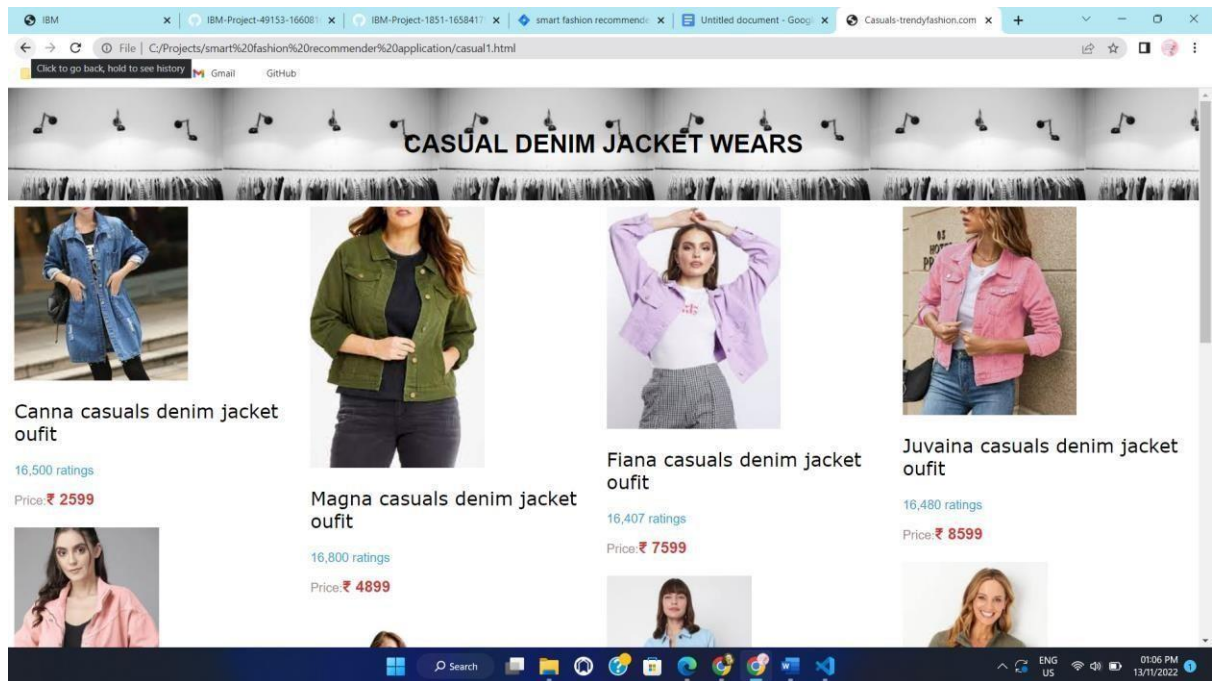 IBM
IBM-Project-49153-16608
IBM-Project-1851-1658417
smart fashion recommende
Untitled document - Goog
Casuals-trendyfashion.com
File | C:/Projects/smart%20fashion%20recommender%20application/casual1.html
Click to go back, hold to see history
Gmail
GitHub
CASUAL DENIM JACKET WEARS
Canna casuals denim jacket
oufit
16,500 ratings
Price:₹ 2599
Magna casuals denim jacket
oufit
16,800 ratings
Price:₹ 4899
Fiana casuals denim jacket
oufit
16,407 ratings
Price:₹ 7599
03
HOTEL
Juvaina casuals denim jacket
oufit
16,480 ratings
Price:₹ 8599
Search
ENG
US
01:06 PM
13/11/2022